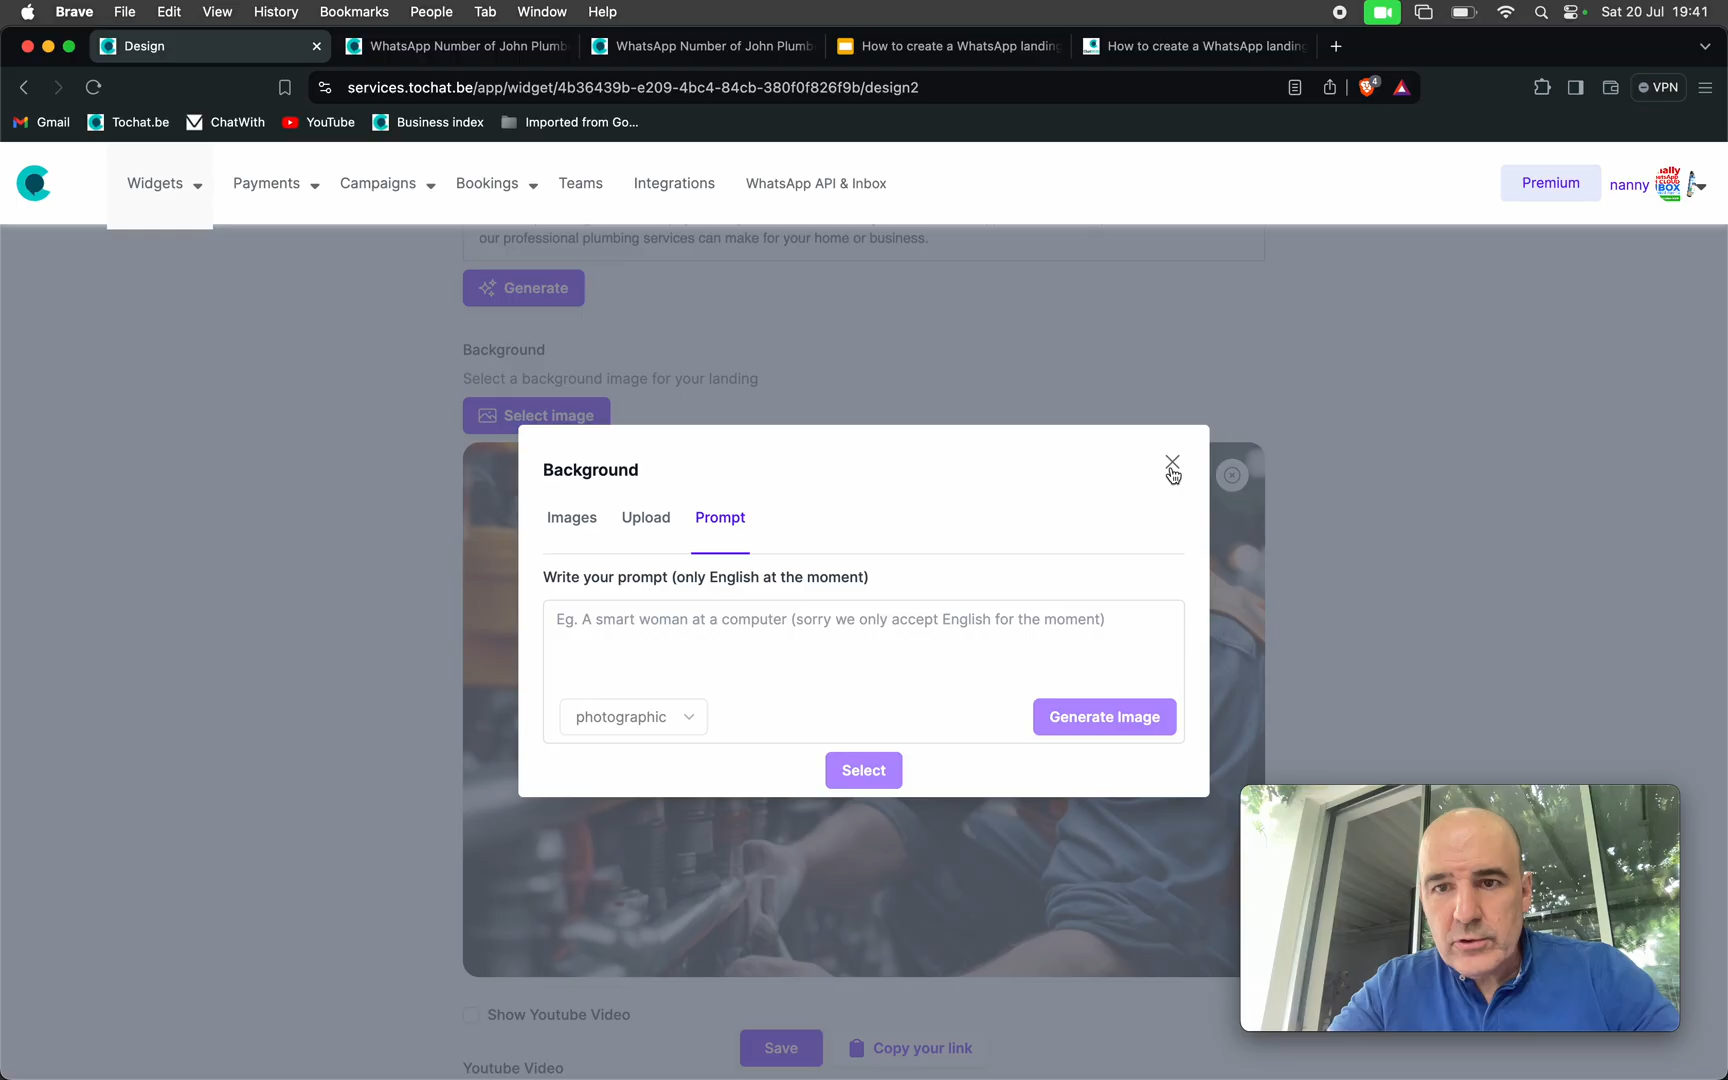 Brave File Edit View History Bookmarks People Tab Window Help Sat 20 Jul 19:41
Design WhatsApp Number of John Plumb WhatsApp Number of John Plumb How to create a WhatsApp landing How to create a WhatsApp landing
services.tochat.be/app/widget/4b36439b-e209-4bc4-84cb-380f0f826f9b/design2 4 VPN
Gmail Tochat.be ChatWith YouTube Business index Imported from Go...
Widgets Payments Campaigns Bookings Teams Integrations WhatsApp API & Inbox Premium nanny
our professional plumbing services can make for your home or business.
Generate
Background
Select a background image for your landing
Select image
Background
Images Upload Prompt
Write your prompt (only English at the moment)
Eg. A smart woman at a computer (sorry we only accept English for the moment)
photographic Generate Image
Select
Show Youtube Video
Save Copy your link
Youtube Video